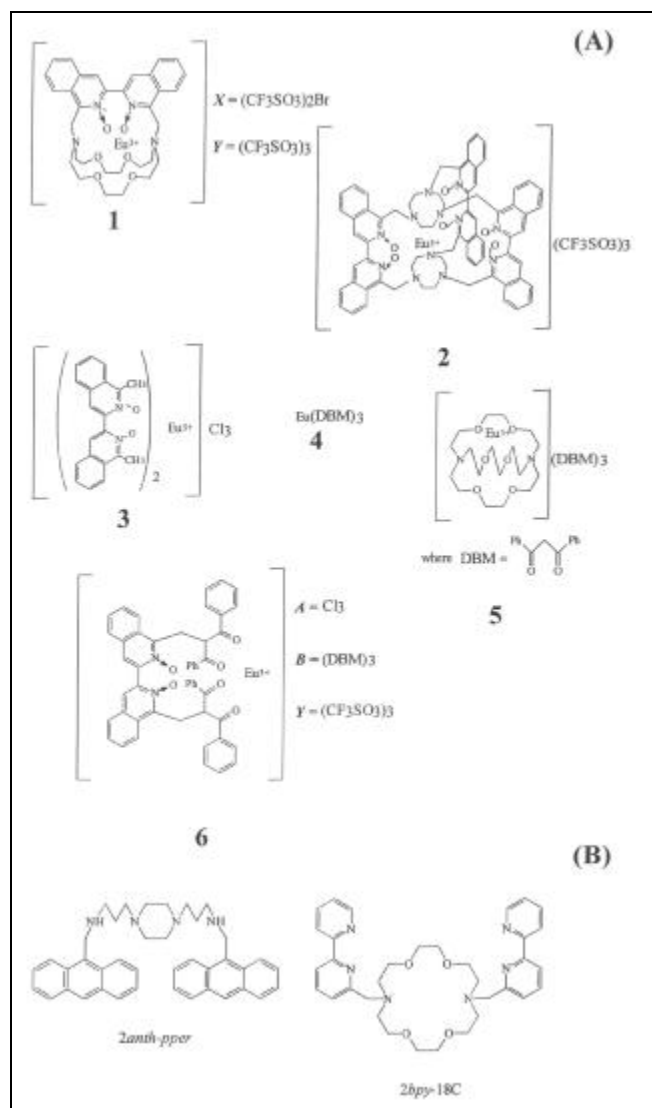 (A)
X = (CF3SO3)2Br
Y = (CF3SO3)3
Eu3+
1
Eu3+
(CF3SO3)3
2
CH3
N O
N O
CH3
2
Eu3+
Cl3
3
Eu(DBM)3
4
Eu3+
(DBM)3
where DBM =
Ph Ph
O O
5
A = Cl3
B = (DBM)3
Y = (CF3SO3)3
Ph
Ph
Eu3+
6
(B)
NH N N NH
2anth-pper
2bpy-18C